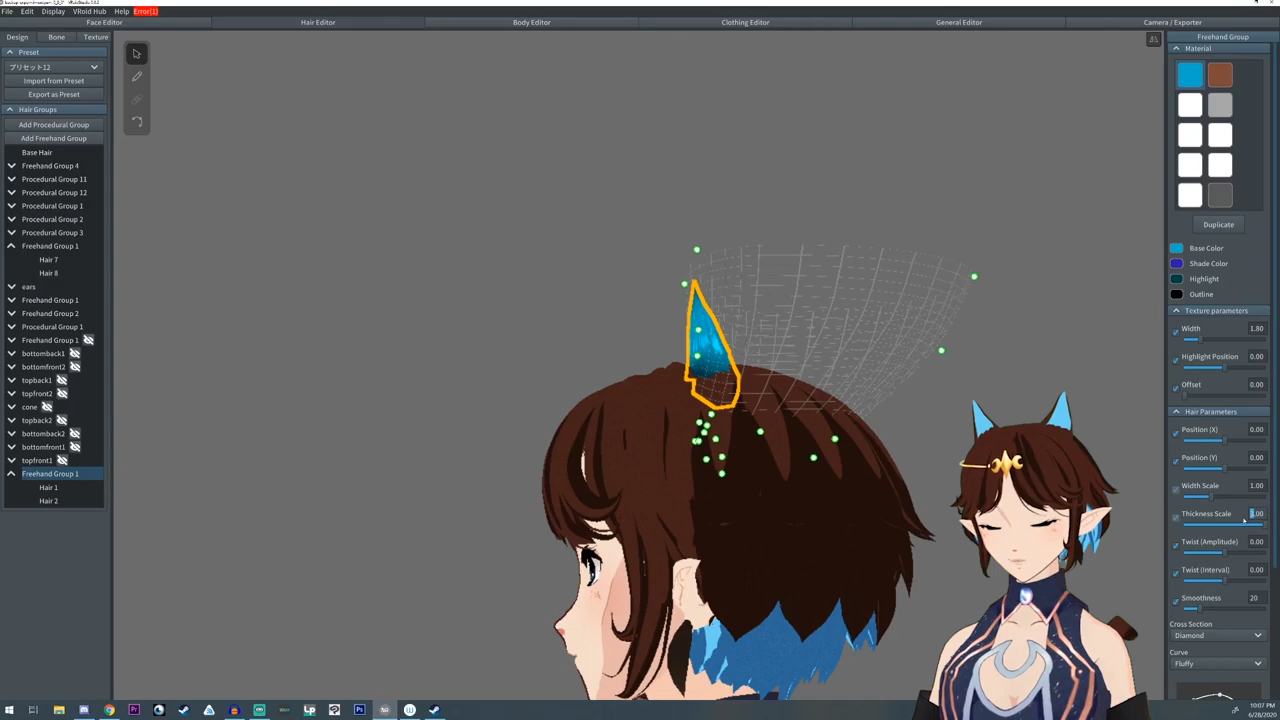 File Edit Display VRoid Hub Error(1)
Face Editor Hair Editor Body Editor Clothing Editor General Editor Camera / Exporter
Design Bone Texture
Preset
プリセット12
Import from Preset
Export as Preset
Hair Groups
Add Procedural Group
Add Freehand Group
Base Hair
Freehand Group 4
Procedural Group 11
Procedural Group 12
Procedural Group 1
Procedural Group 2
Procedural Group 3
Freehand Group 1
Hair 7
Hair 8
ears
Freehand Group 1
Freehand Group 2
Procedural Group 1
Freehand Group 1
bottomback1
bottomfront2
topback1
topfront2
cone
topback2
bottomback2
bottomfront1
topfront1
Freehand Group 1
Hair 1
Hair 2
Freehand Group
Material
Duplicate
Base Color
Shade Color
Highlight
Outline
Texture parameters
Width 1.80
Highlight Position 0.00
Offset 0.00
Hair Parameters
Position (X) 0.00
Position (Y) 0.00
Width Scale 1.00
Thickness Scale .00
Twist (Amplitude) 0.00
Twist (Interval) 0.00
Smoothness 20
Cross Section
Diamond
Curve
Fluffy
10:07 PM
6/28/2020